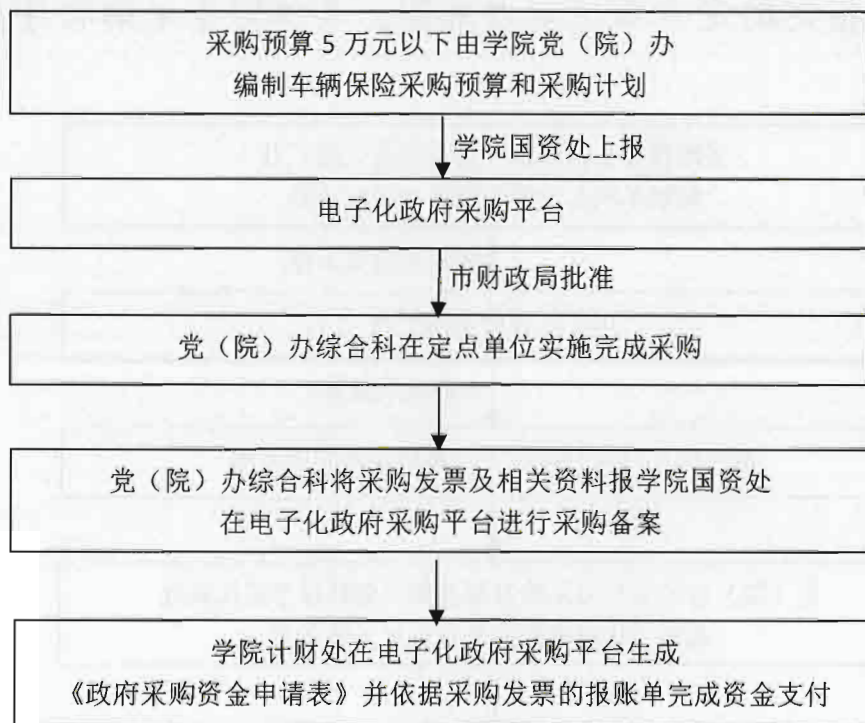 采购预算5万元以下由学院党（院）办
编制车辆保险采购预算和采购计划
学院国资处上报
电子化政府采购平台
市财政局批准
党（院）办综合科在定点单位实施完成采购
党（院）办综合科将采购发票及相关资料报学院国资处
在电子化政府采购平台进行采购备案
学院计财处在电子化政府采购平台生成
《政府采购资金申请表》并依据采购发票的报账单完成资金支付